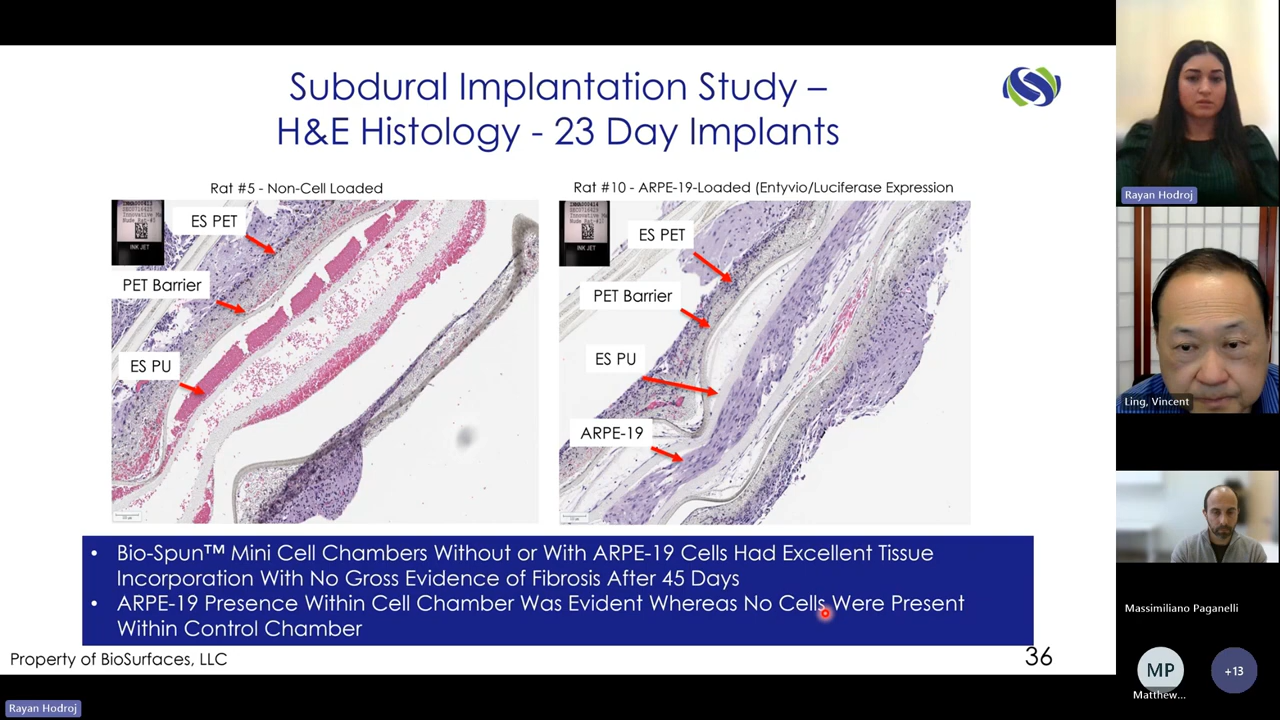 Subdural Implantation Study –
H&E Histology - 23 Day Implants
Rat #5 - Non-Cell Loaded
Rat #10 - ARPE-19-Loaded (Entyvio/Luciferase Expression
INK JET
ES PET
PET Barrier
ES PU
INK JET
ES PET
PET Barrier
ES PU
ARPE-19
• Bio-Spun™ Mini Cell Chambers Without or With ARPE-19 Cells Had Excellent Tissue
Incorporation With No Gross Evidence of Fibrosis After 45 Days
• ARPE-19 Presence Within Cell Chamber Was Evident Whereas No Cells Were Present
Within Control Chamber
Property of BioSurfaces, LLC
36
Rayan Hodroj
Rayan Hodroj
Ling, Vincent
Massimiliano Paganelli
MP
Matthew...
+13